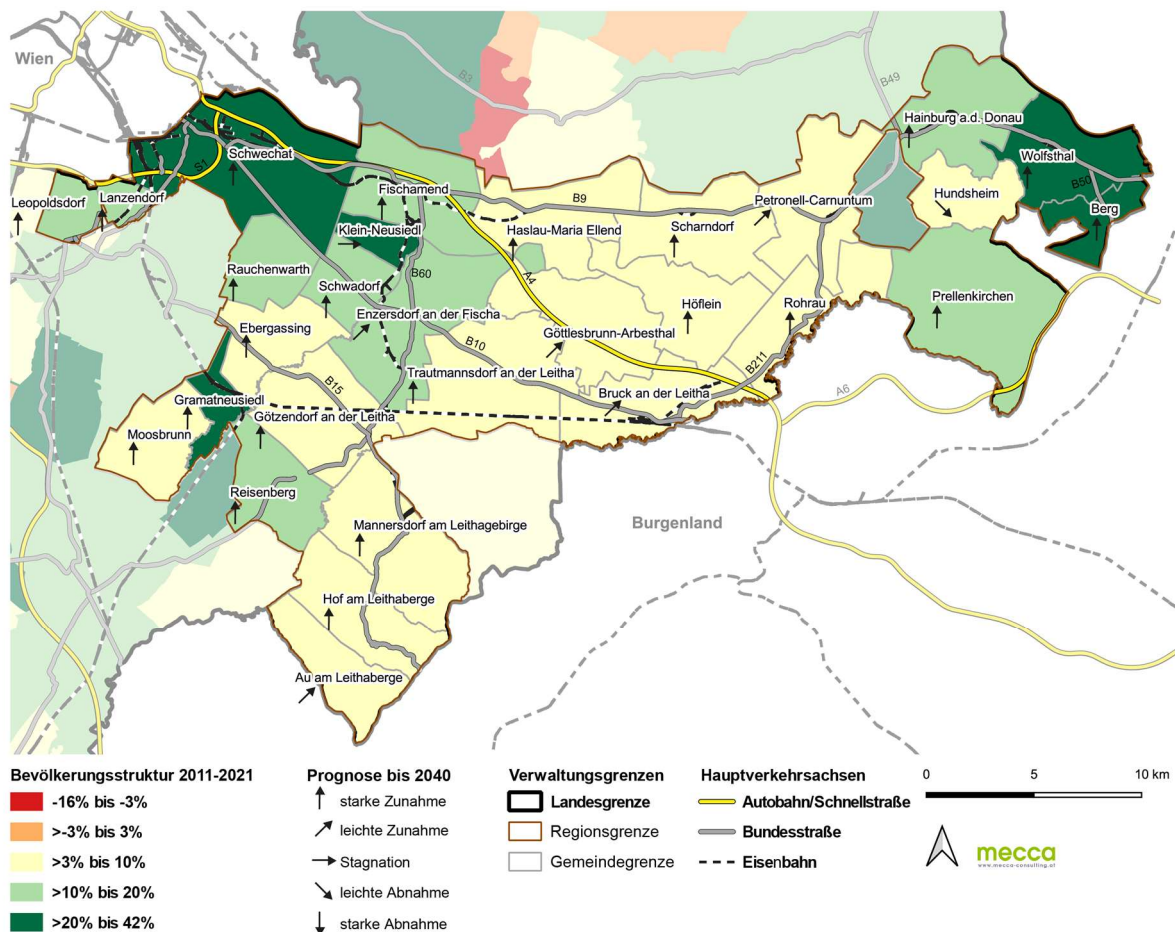 Wien
B3
B49
Hainburg a.d. Donau
Schwechat
S1
Wolfsthal
Leopoldsdorf
Lanzendorf
Fischamend
B9
Petronell-Carnuntum
Hundsheim
B50
Berg
Klein-Neusiedl
Haslau-Maria Ellend
Scharndorf
B60
A4
Rauchenwarth
Schwadorf
Prellenkirchen
Enzersdorf an der Fischa
Höflein
Rohrau
Ebergassing
B10
Göttlesbrunn-Arbesthal
Trautmannsdorf an der Leitha
B211
B15
Bruck an der Leitha
A6
Gramatneusiedl
Götzendorf an der Leitha
Moosbrunn
Reisenberg
Mannersdorf am Leithagebirge
Burgenland
Hof am Leithaberge
Au am Leithaberge
Bevölkerungsstruktur 2011-2021
-16% bis -3%
>-3% bis 3%
>3% bis 10%
>10% bis 20%
>20% bis 42%
Prognose bis 2040
starke Zunahme
leichte Zunahme
Stagnation
leichte Abnahme
starke Abnahme
Verwaltungsgrenzen
Landesgrenze
Regionsgrenze
Gemeindegrenze
Hauptverkehrsachsen
Autobahn/Schnellstraße
Bundesstraße
Eisenbahn
0 5 10 km
mecca
www.mecca-consulting.at